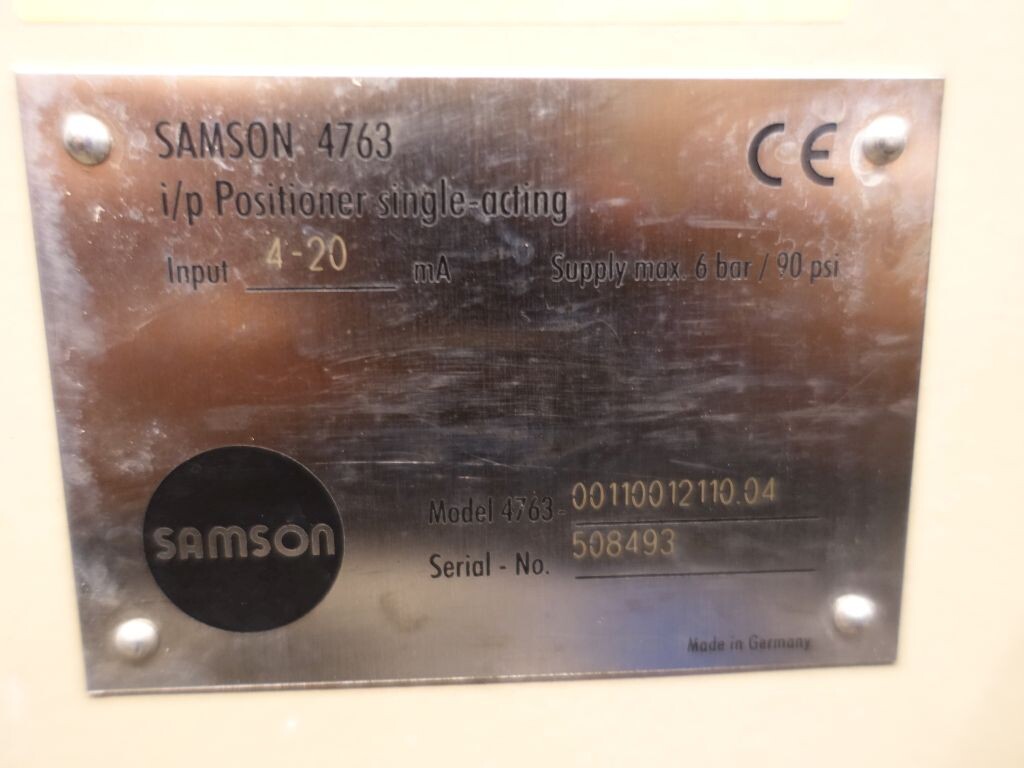 SAMSON 4763
CE
i/p Positioner single-acting
Input 4-20 mA Supply max. 6 bar / 90 psi
SAMSON
Model 4763- 00110012110.04
Serial - No. 508493
Made in Germany